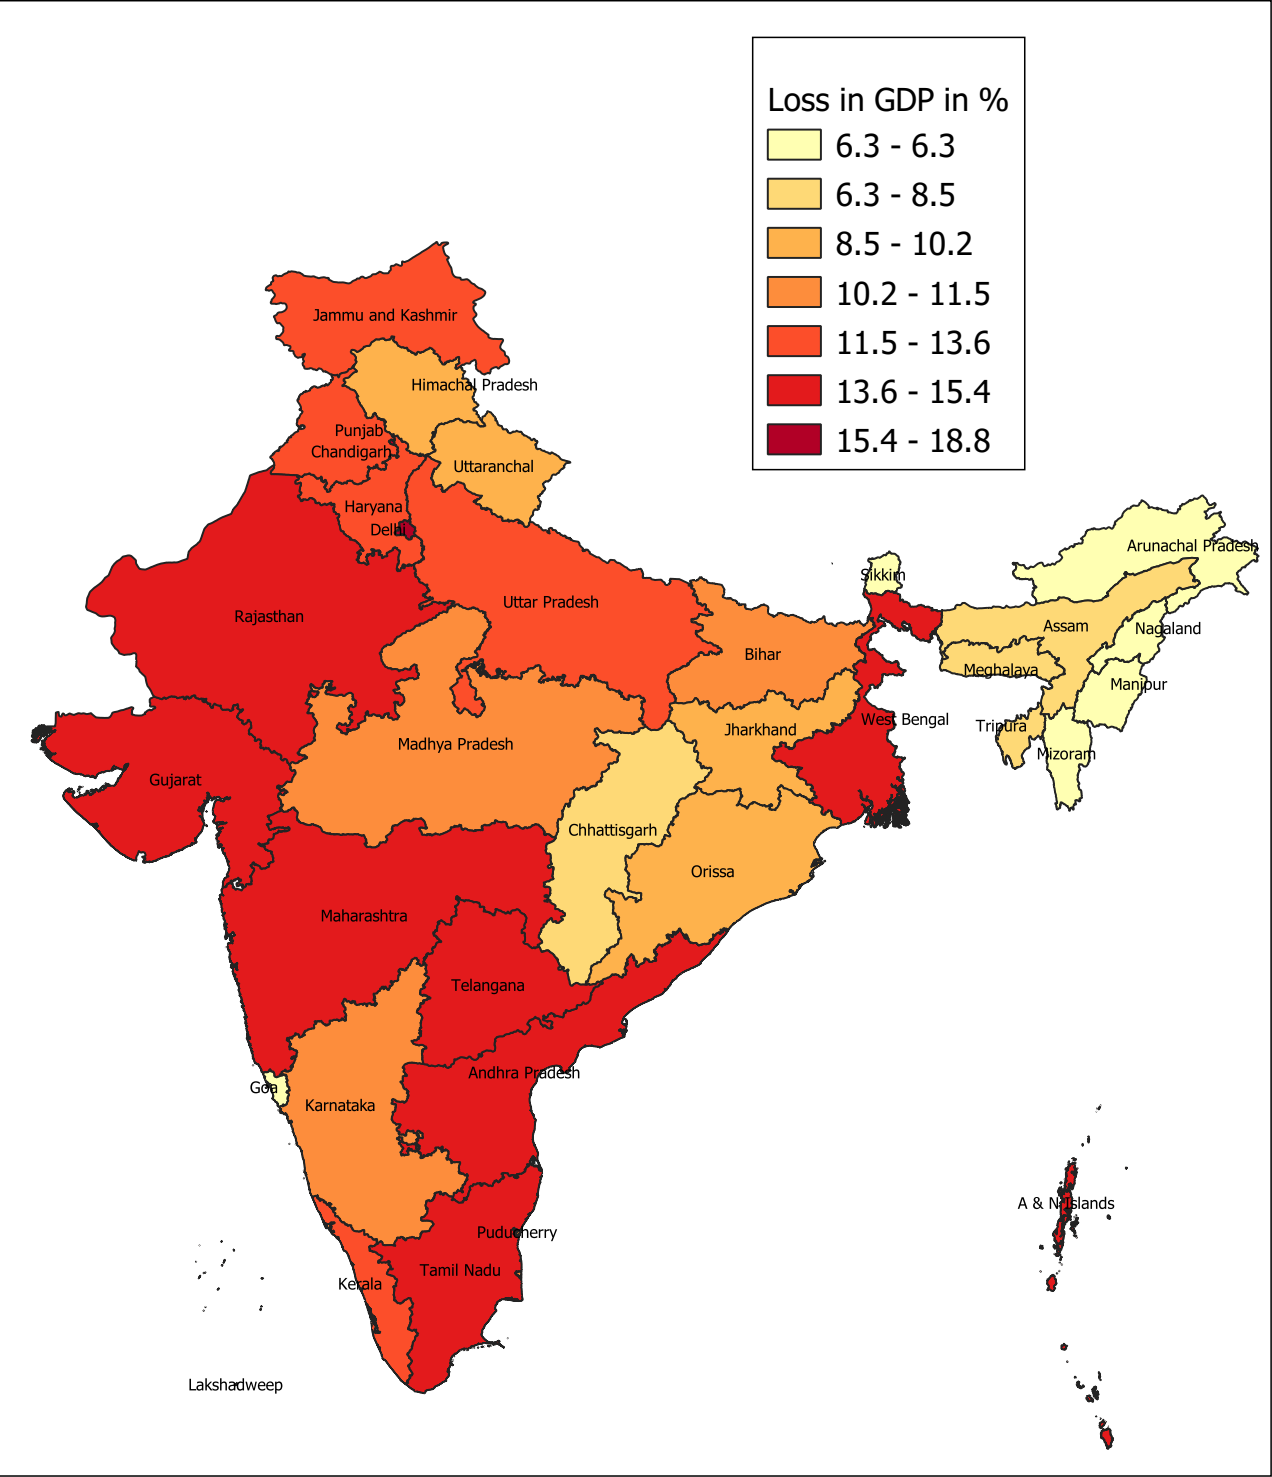 Loss in GDP in %
6.3 - 6.3
6.3 - 8.5
8.5 - 10.2
10.2 - 11.5
11.5 - 13.6
13.6 - 15.4
15.4 - 18.8
Jammu and Kashmir
Himachal Pradesh
Punjab
Chandigarh
Uttaranchal
Haryana
Delhi
Arunachal Pradesh
Sikkim
Uttar Pradesh
Rajasthan
Assam
Nagaland
Bihar
Meghalaya
Manipur
West Bengal
Tripura
Jharkhand
Madhya Pradesh
Mizoram
Gujarat
Chhattisgarh
Orissa
Maharashtra
Telangana
Andhra Pradesh
Goa
Karnataka
A & N Islands
Puducherry
Tamil Nadu
Kerala
Lakshadweep